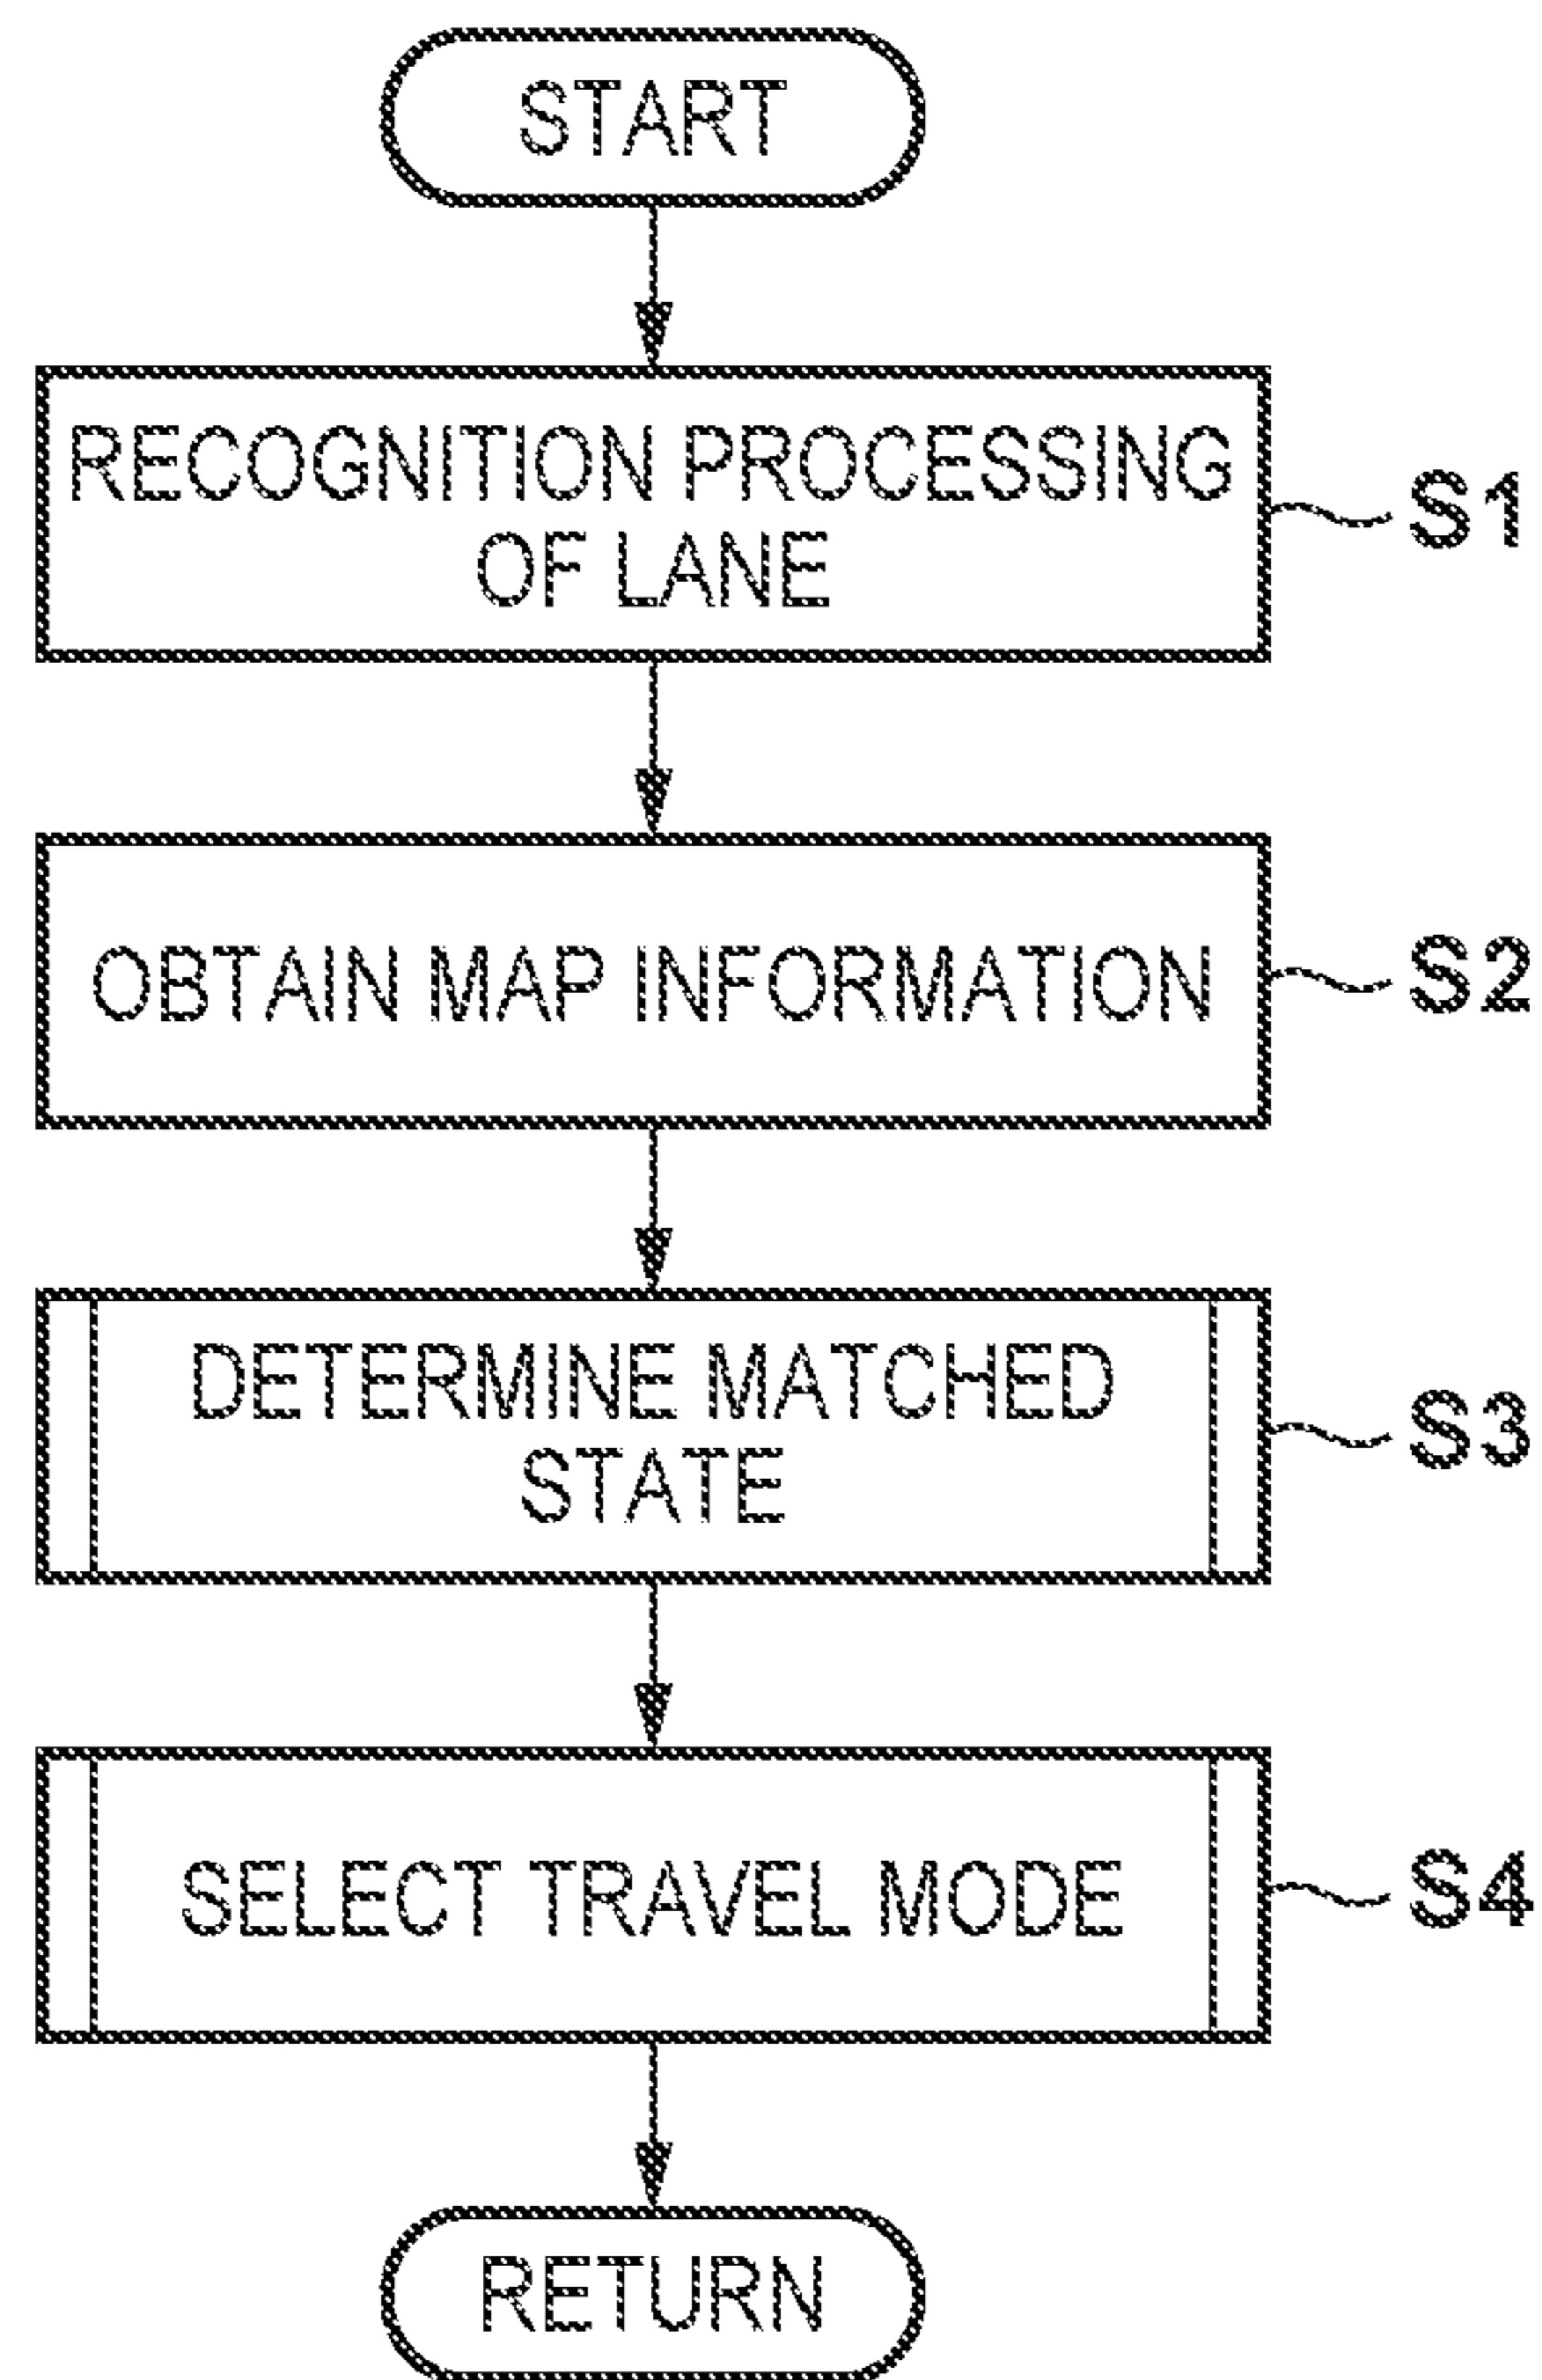 START
RECOGNITION PROCESSING
OF LANE
S1
OBTAIN MAP INFORMATION
S2
DETERMINE MATCHED
STATE
S3
SELECT TRAVEL MODE
S4
RETURN